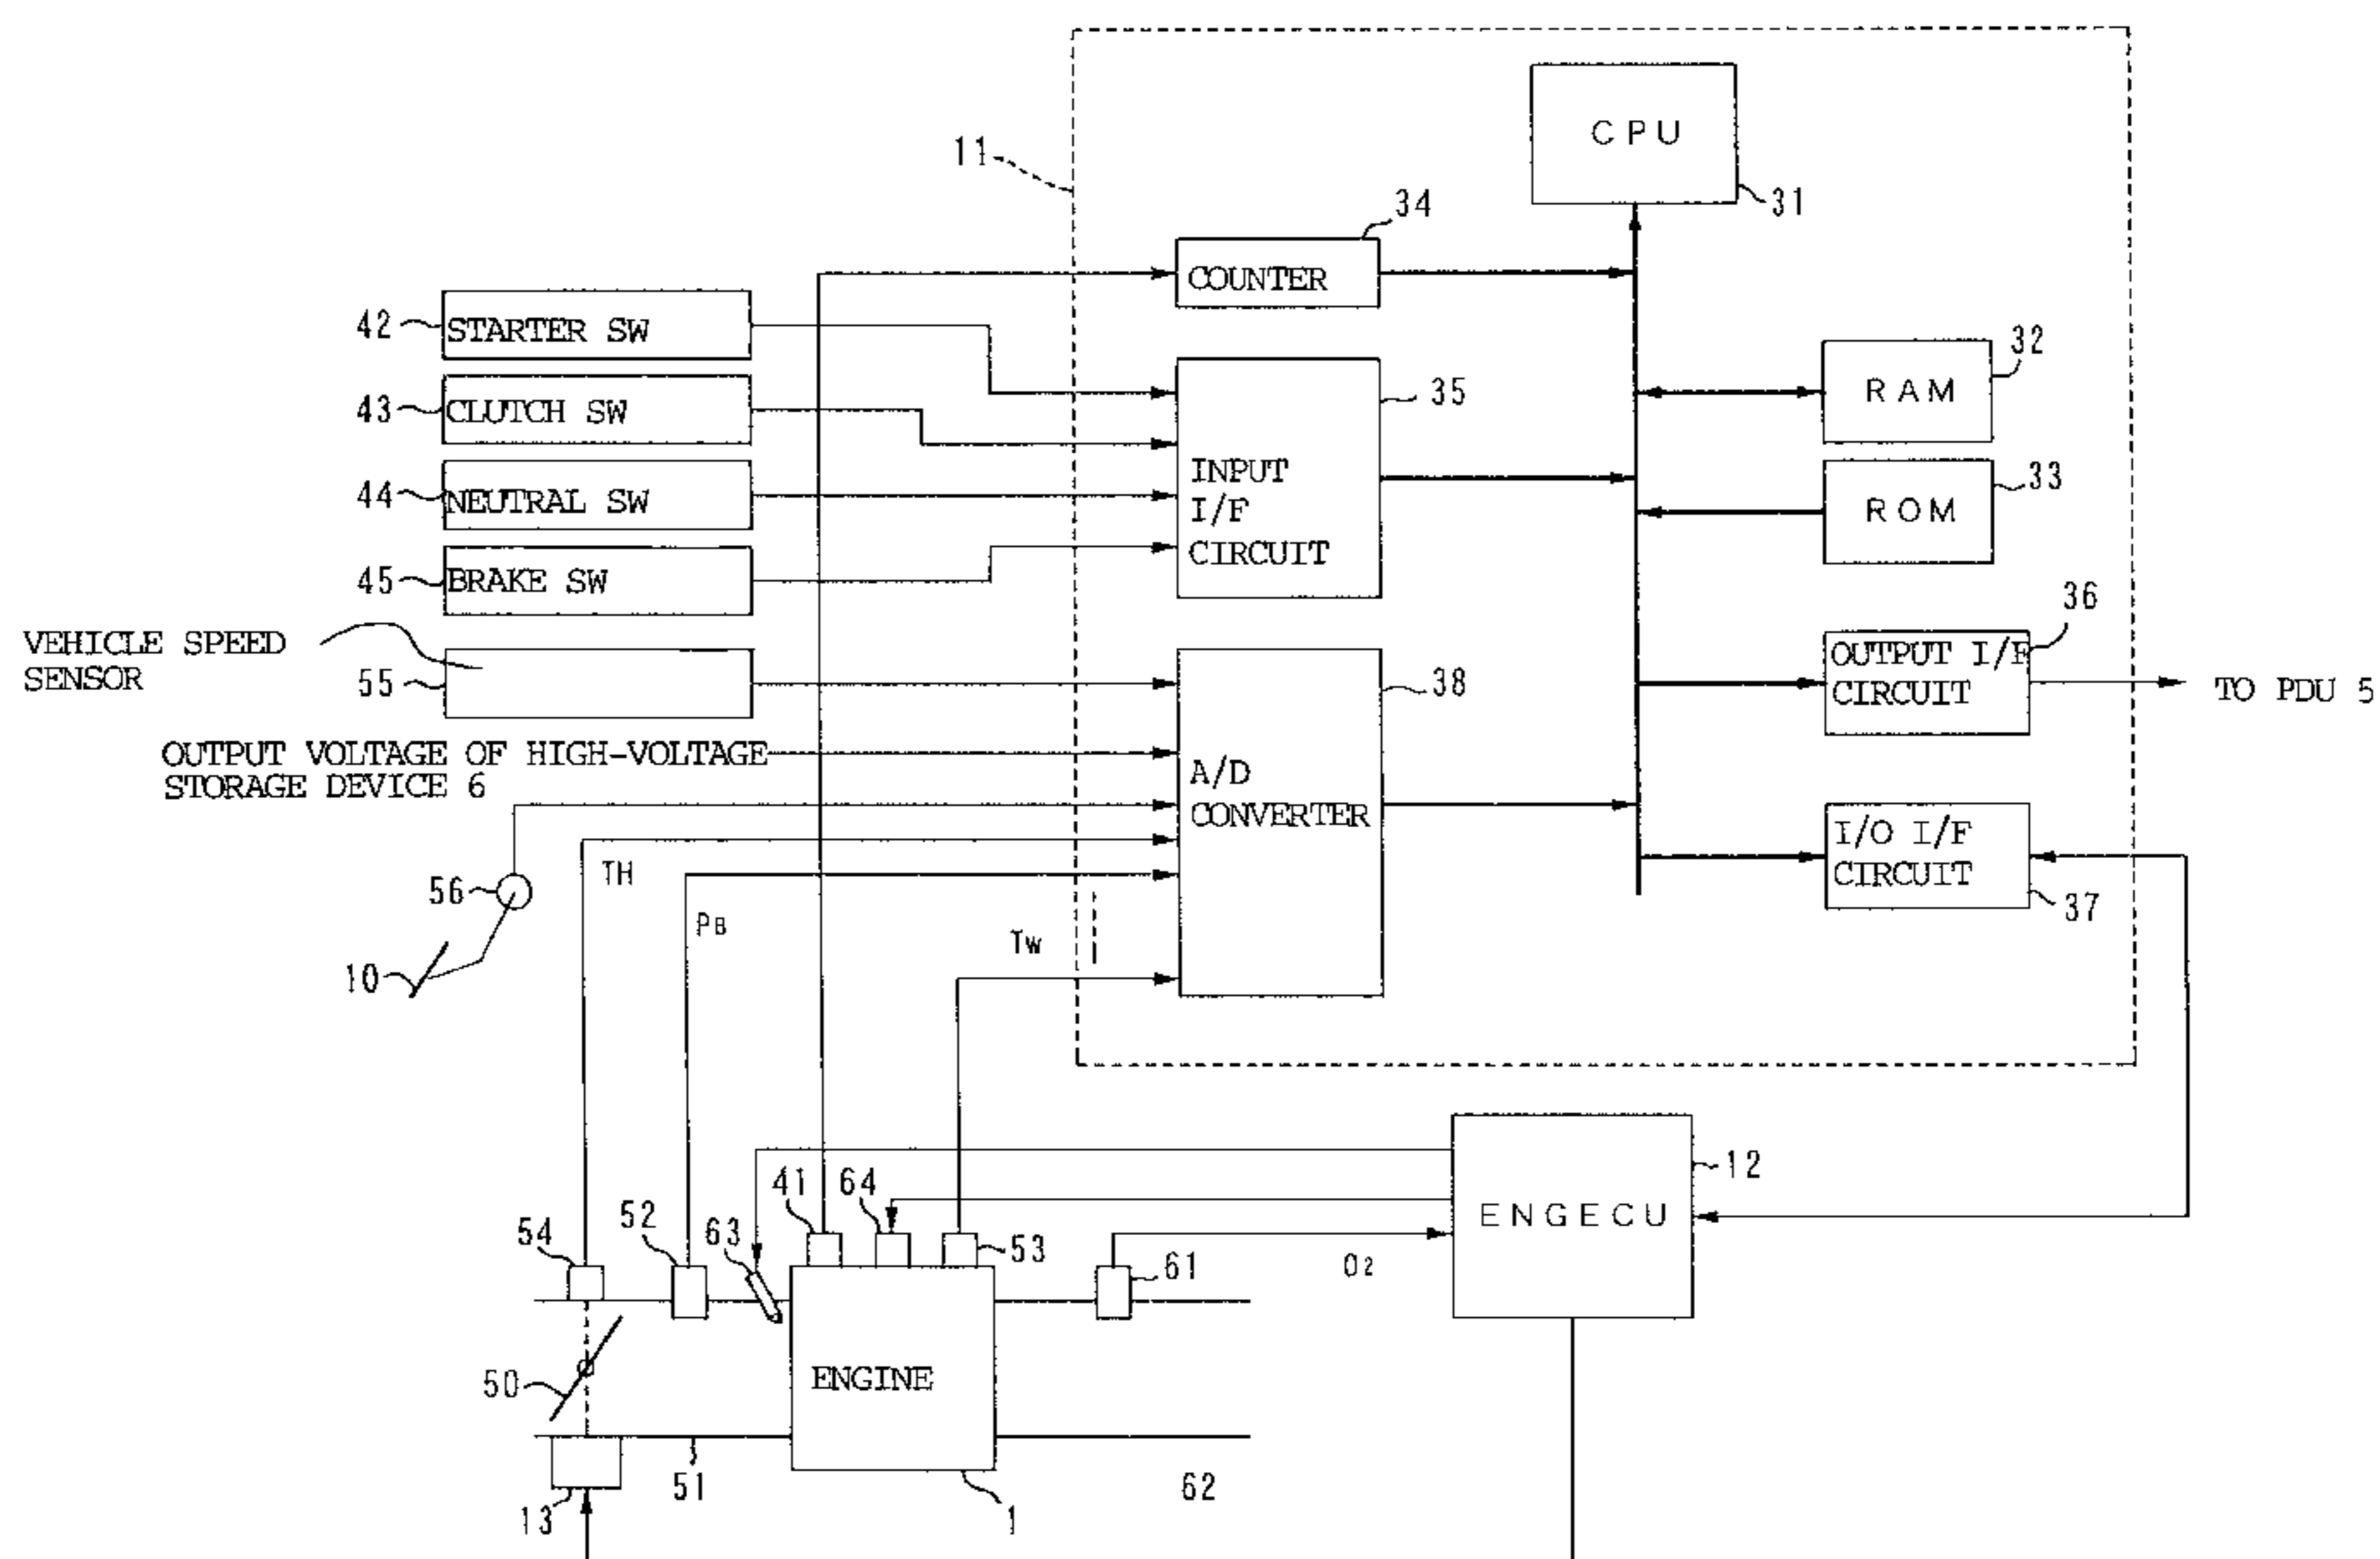 CPU
11
31
34
COUNTER
42
STARTER SW
32
RAM
43
CLUTCH SW
35
INPUT
I/F
CIRCUIT
44
NEUTRAL SW
33
ROM
45
BRAKE SW
36
VEHICLE SPEED
SENSOR
55
38
OUTPUT I/F
CIRCUIT
TO PDU 5
OUTPUT VOLTAGE OF HIGH-VOLTAGE
STORAGE DEVICE 6
A/D
CONVERTER
I/O I/F
CIRCUIT
37
56
TH
PB
TW
10
12
ENGECU
41
64
54
52
63
53
61
O2
50
ENGINE
51
62
13
1